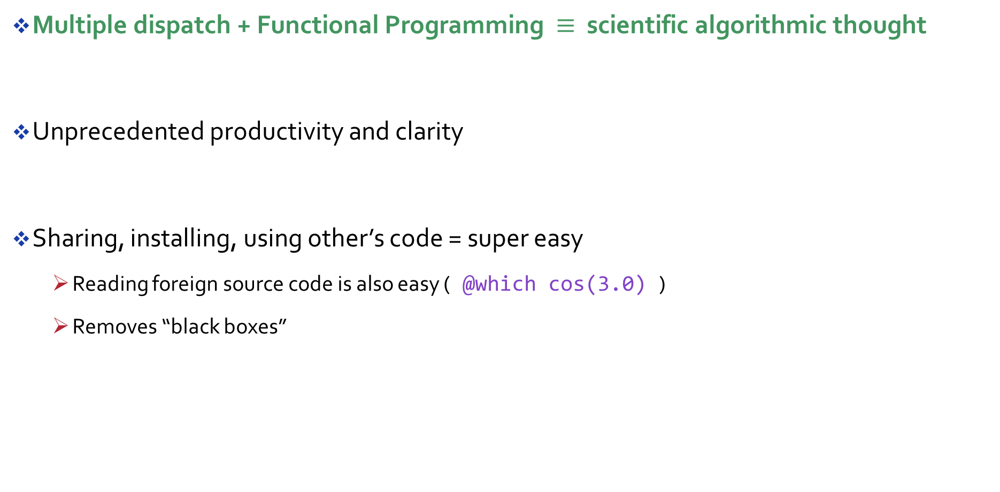 ❖Multiple dispatch + Functional Programming ≡ scientific algorithmic thought
❖Unprecedented productivity and clarity
❖Sharing, installing, using other’s code = super easy
➢Reading foreign source code is also easy ( @which cos(3.0) )
➢Removes “black boxes”